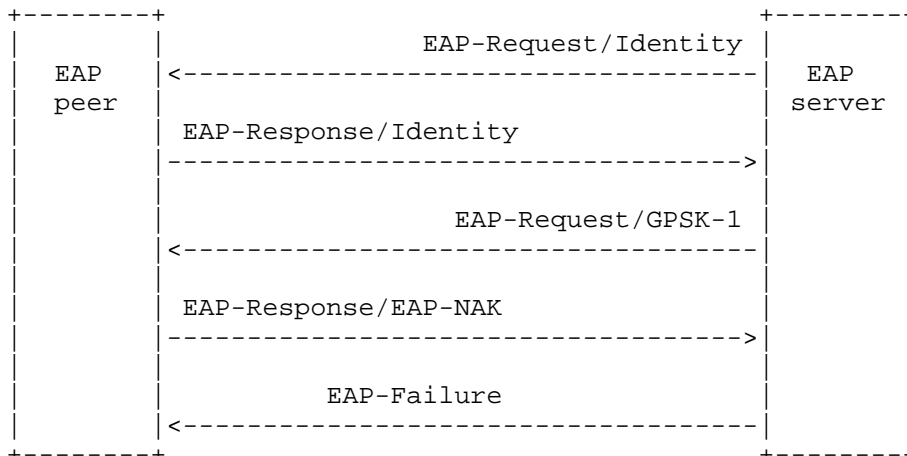 EAP-Request/Identity
EAP EAP
peer server
EAP-Response/Identity
EAP-Request/GPSK-1
EAP-Response/EAP-NAK
EAP-Failure